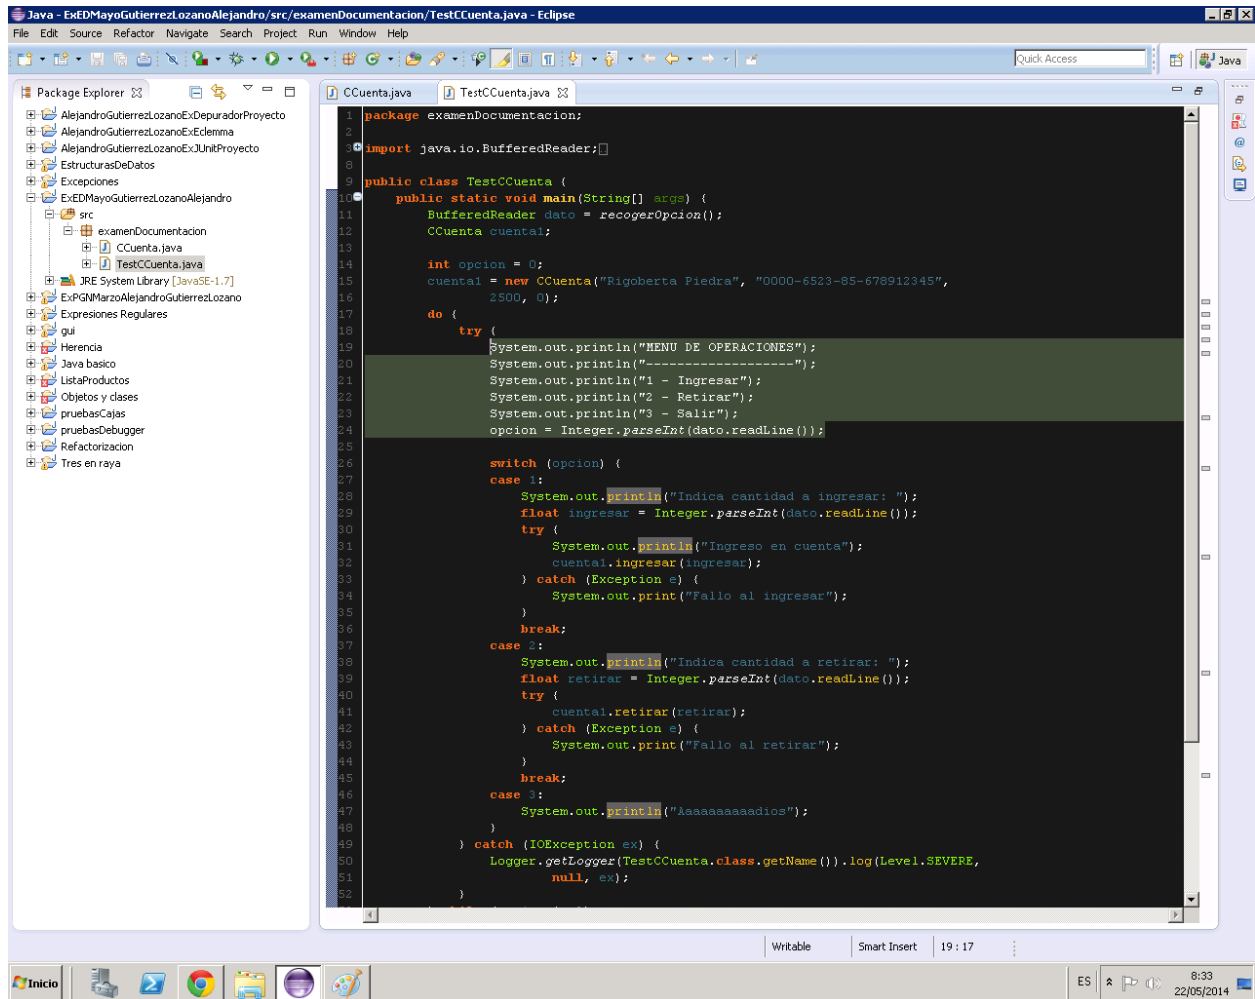 Java - ExEDMayoGutierrezLozanoAlejandro/src/examenDocumentacion/TestCCuenta.java - Eclipse
File Edit Source Refactor Navigate Search Project Run Window Help
Quick Access
Java
Package Explorer
AlejandroGutierrezLozanoExDepuradorProyecto
AlejandroGutierrezLozanoExEclemma
AlejandroGutierrezLozanoExJUnitProyecto
EstructurasDeDatos
Excepciones
ExEDMayoGutierrezLozanoAlejandro
src
examenDocumentacion
CCuenta.java
TestCCuenta.java
JRE System Library [JavaSE-1.7]
ExPGNMarzoAlejandroGutierrezLozano
Expresiones Regulares
gui
Herencia
Java basico
ListaProductos
Objetos y clases
pruebasCajas
pruebasDebugger
Refactorizacion
Tres en raya
CCuenta.java TestCCuenta.java
1 package examenDocumentacion;
2
3 import java.io.BufferedReader;
8
9 public class TestCCuenta {
10 public static void main(String[] args) {
11 BufferedReader dato = recogerOpcion();
12 CCuenta cuenta1;
13
14 int opcion = 0;
15 cuenta1 = new CCuenta("Rigoberta Piedra", "0000-6523-85-678912345",
16 2500, 0);
17 do {
18 try {
19 System.out.println("MENU DE OPERACIONES");
20 System.out.println("-------------------");
21 System.out.println("1 - Ingresar");
22 System.out.println("2 - Retirar");
23 System.out.println("3 - Salir");
24 opcion = Integer.parseInt(dato.readLine());
25
26 switch (opcion) {
27 case 1:
28 System.out.println("Indica cantidad a ingresar: ");
29 float ingresar = Integer.parseInt(dato.readLine());
30 try {
31 System.out.println("Ingreso en cuenta");
32 cuenta1.ingresar(ingresar);
33 } catch (Exception e) {
34 System.out.print("Fallo al ingresar");
35 }
36 break;
37 case 2:
38 System.out.println("Indica cantidad a retirar: ");
39 float retirar = Integer.parseInt(dato.readLine());
40 try {
41 cuenta1.retirar(retirar);
42 } catch (Exception e) {
43 System.out.print("Fallo al retirar");
44 }
45 break;
46 case 3:
47 System.out.println("Aaaaaaaaaadios");
48 }
49 } catch (IOException ex) {
50 Logger.getLogger(TestCCuenta.class.getName()).log(Level.SEVERE,
51 null, ex);
52 }
Writable Smart Insert 19 : 17
Inicio
ES
8:33
22/05/2014